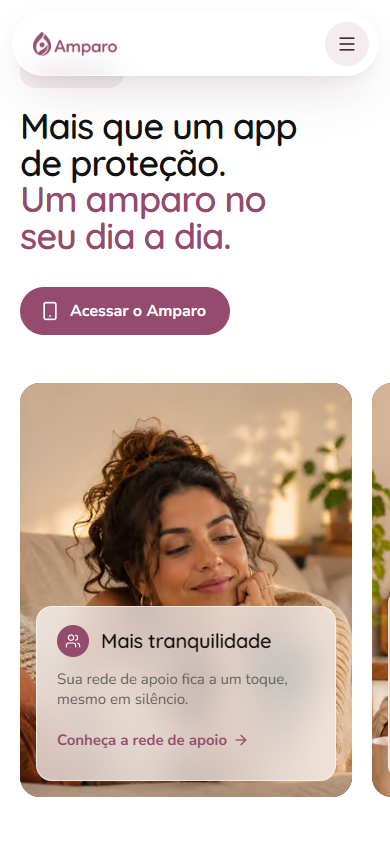 Amparo
Mais que um app
de proteção.
Um amparo no
seu dia a dia.
Acessar o Amparo
Mais tranquilidade
Sua rede de apoio fica a um toque,
mesmo em silêncio.
Conheça a rede de apoio →